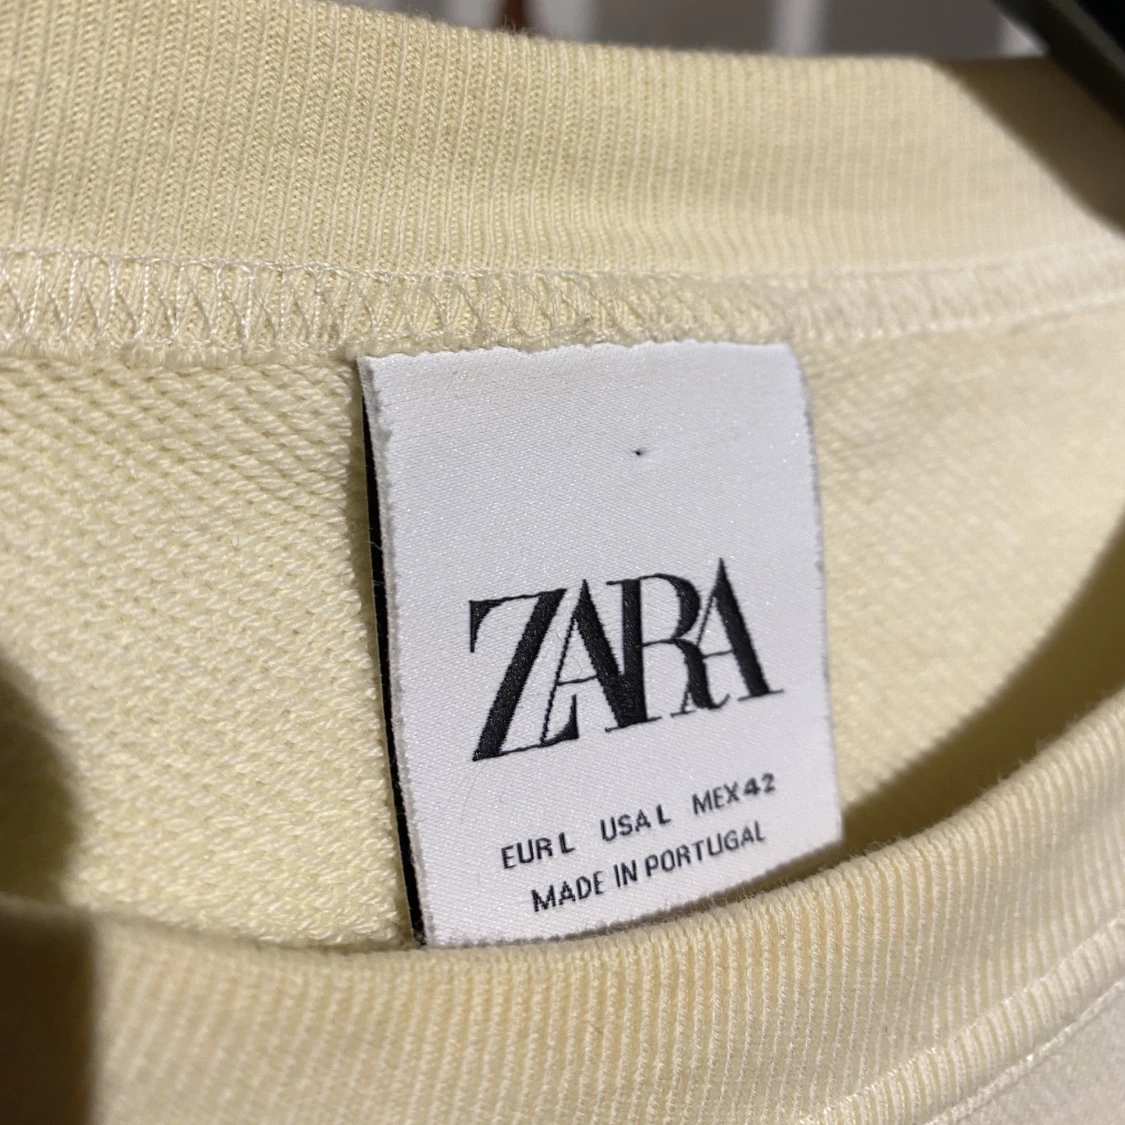 ZARA
EUR L USA L MEX 42
MADE IN PORTUGAL